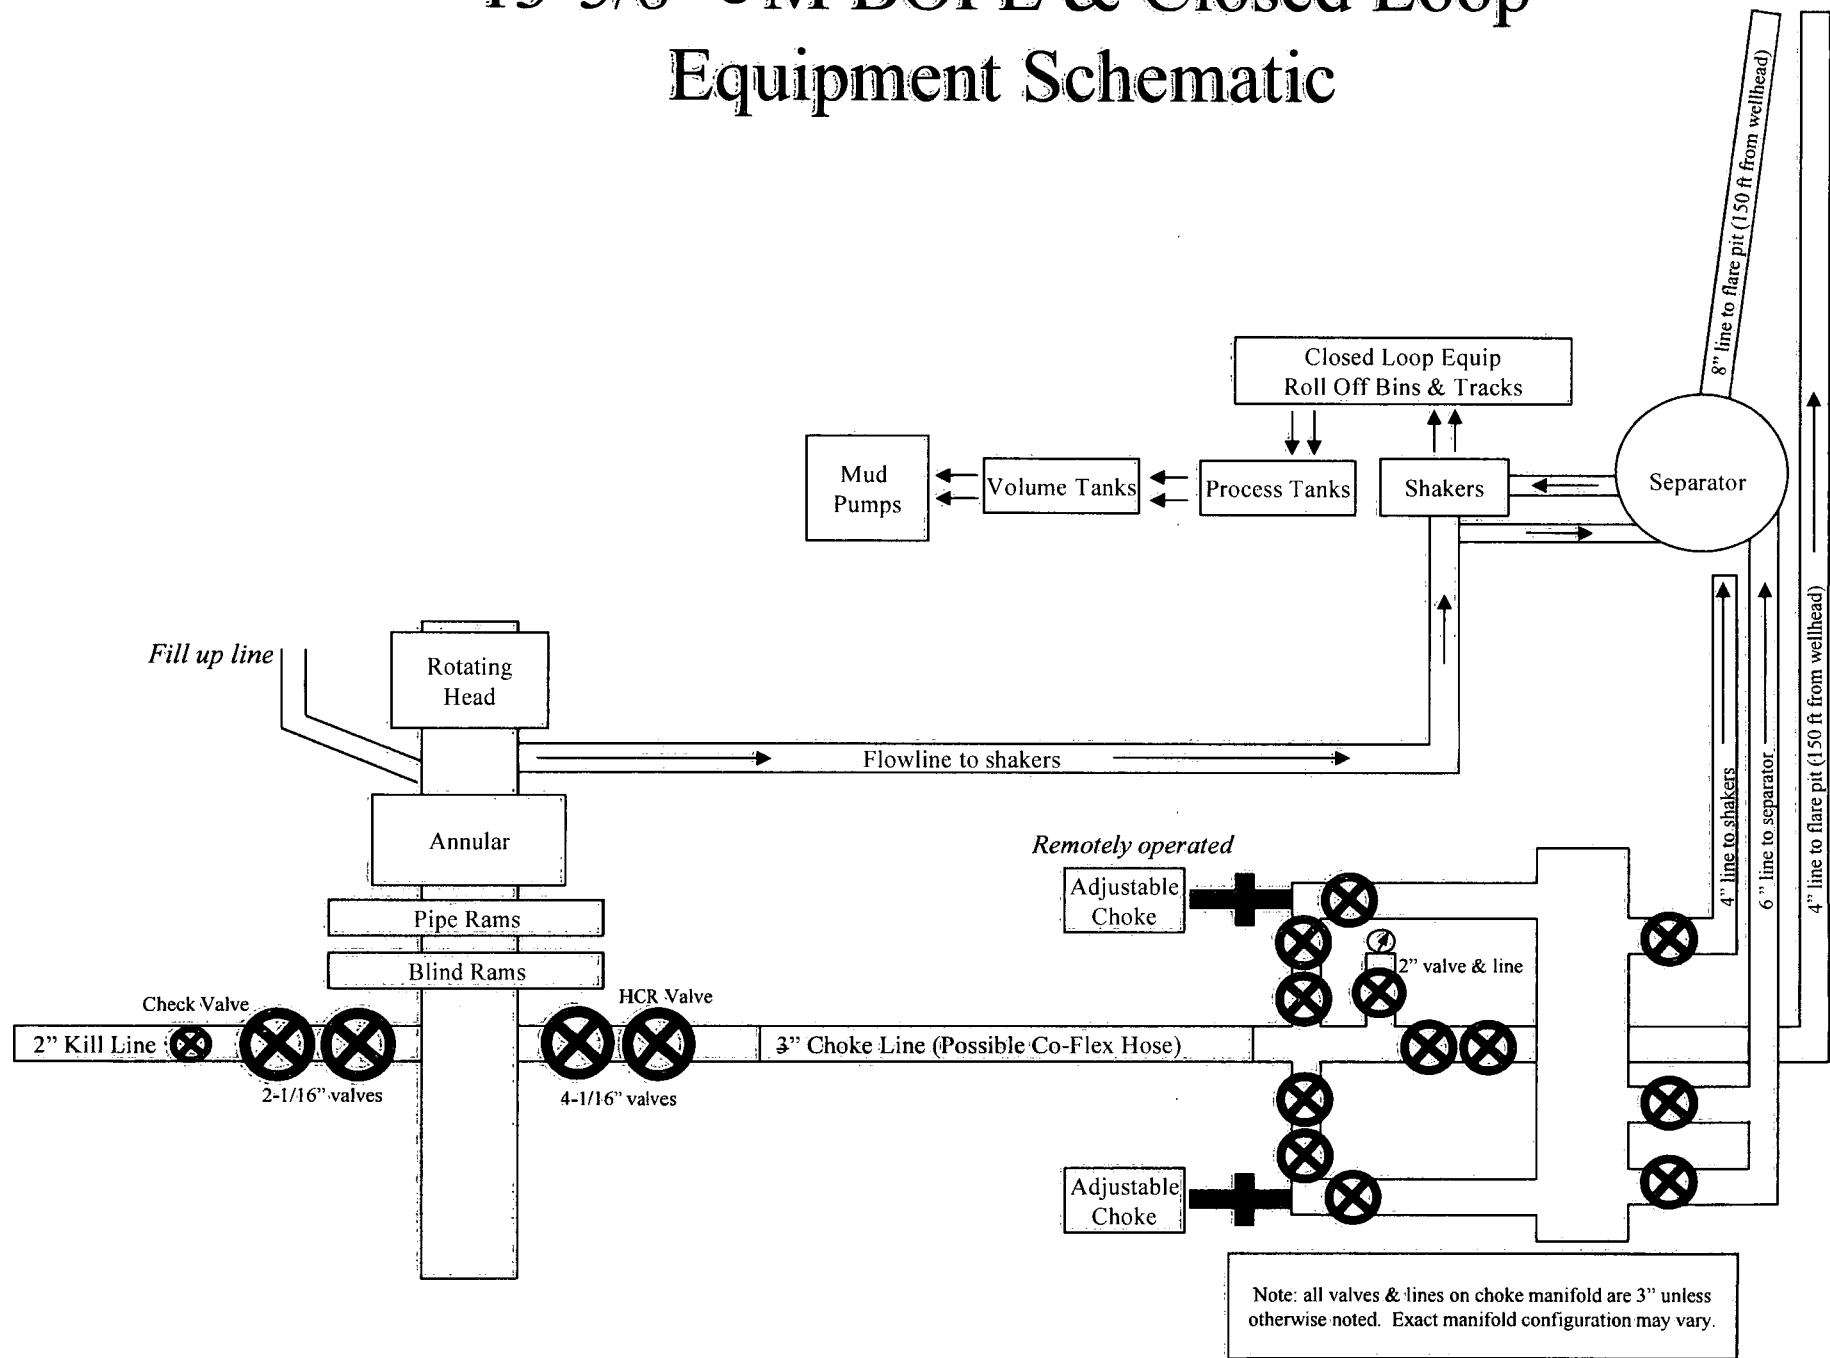 BOPE & Closed Loop
Equipment Schematic
8” line to flare pit (150 ft from wellhead)
Closed Loop Equip
Roll Off Bins & Tracks
Mud
Pumps
Volume Tanks
Process Tanks
Shakers
Separator
Fill up line
Rotating
Head
Flowline to shakers
Annular
Pipe Rams
Blind Rams
Remotely operated
Adjustable
Choke
2” valve & line
4” line to shakers
6” line to separator
4” line to flare pit (150 ft from wellhead)
Check Valve
HCR Valve
2” Kill Line
3” Choke Line (Possible Co-Flex Hose)
2-1/16” valves
4-1/16” valves
Adjustable
Choke
Note: all valves & lines on choke manifold are 3” unless
otherwise noted. Exact manifold configuration may vary.